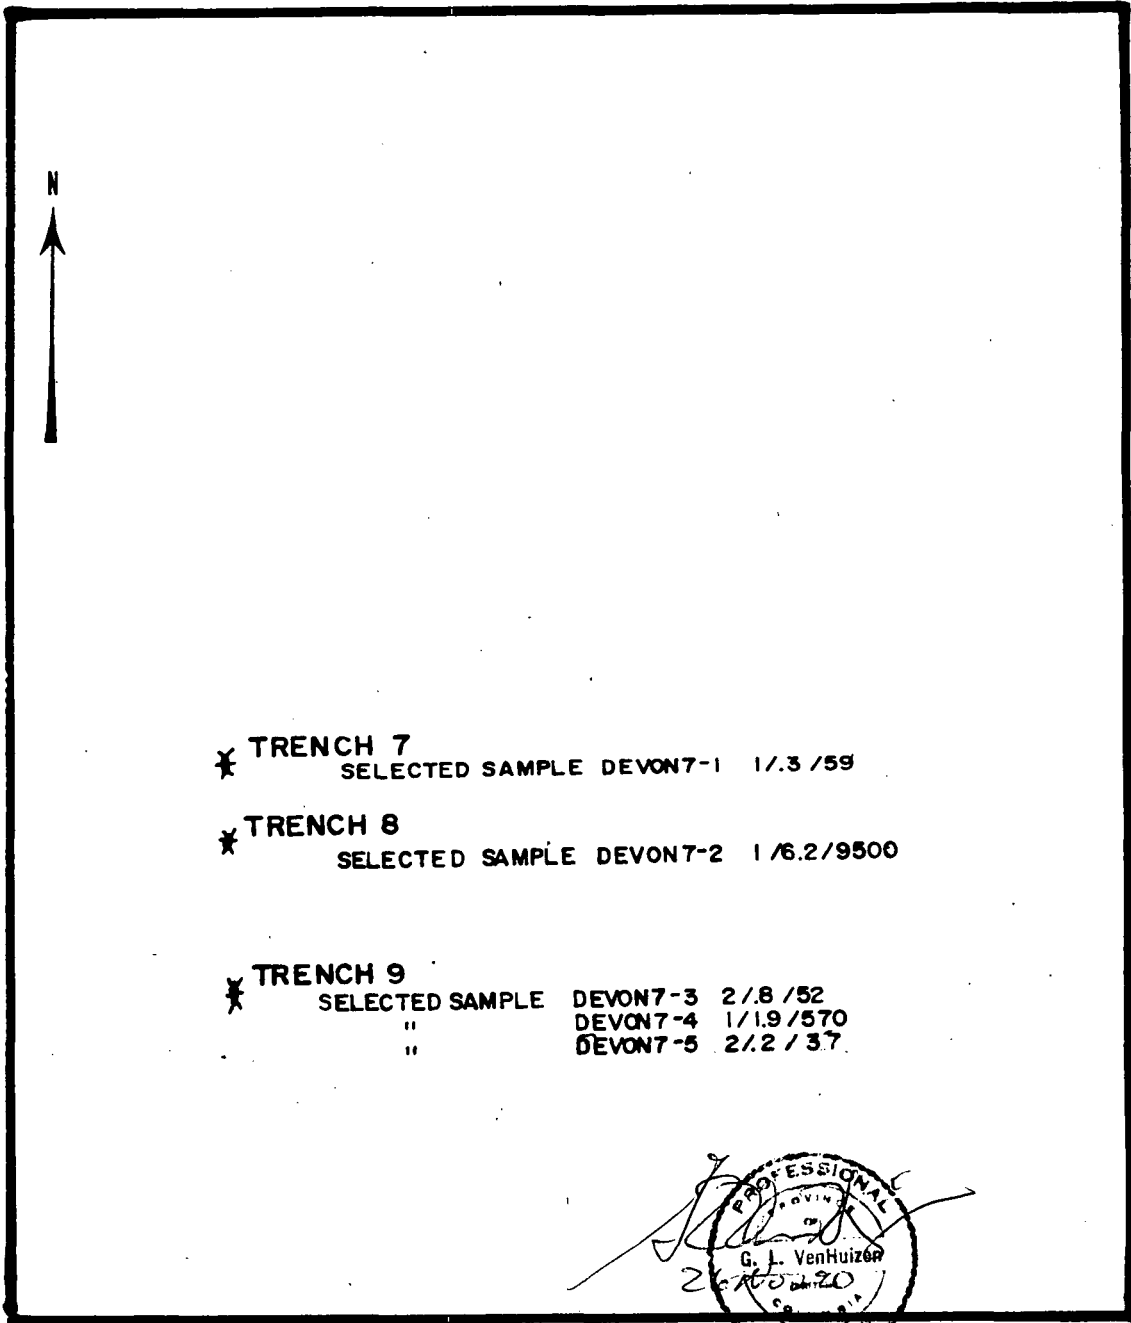 N
TRENCH 7
SELECTED SAMPLE DEVON7-1 1/.3/59
TRENCH 8
SELECTED SAMPLE DEVON7-2 1/6.2/9500
TRENCH 9
SELECTED SAMPLE DEVON7-3 2/.8/52
" DEVON7-4 1/1.9/570
" DEVON7-5 2/.2/37
PROFESSIONAL
PROVINCE
OF
G. L. VenHuizen